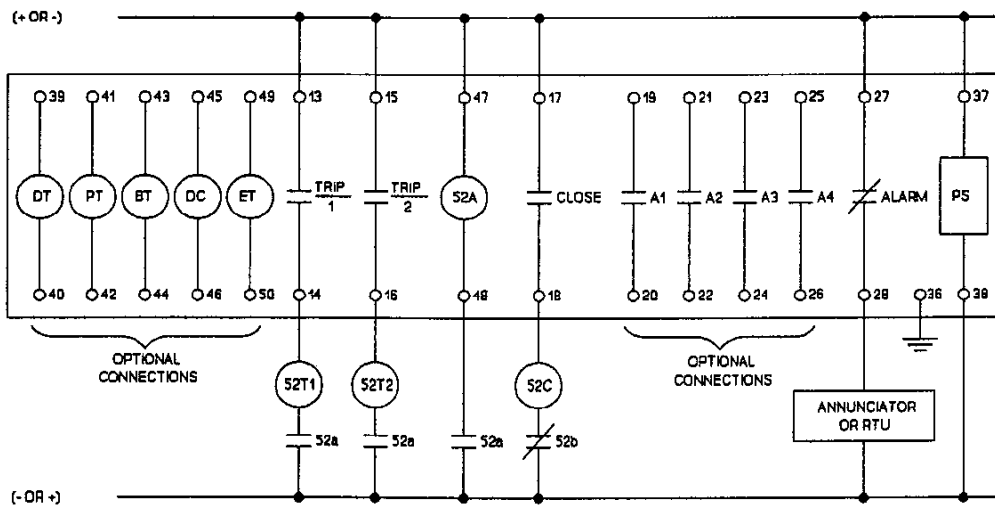 (+ OR -)
39 41 43 45 49 13 15 47 17 19 21 23 25 27 37
DT PT BT DC ET TRIP 1 TRIP 2 52A CLOSE A1 A2 A3 A4 ALARM PS
40 42 44 46 50 14 16 48 18 20 22 24 26 28 36 38
OPTIONAL
CONNECTIONS
OPTIONAL
CONNECTIONS
52T1 52T2 52C
ANNUNCIATOR
OR RTU
52a 52a 52a 52b
(- OR +)